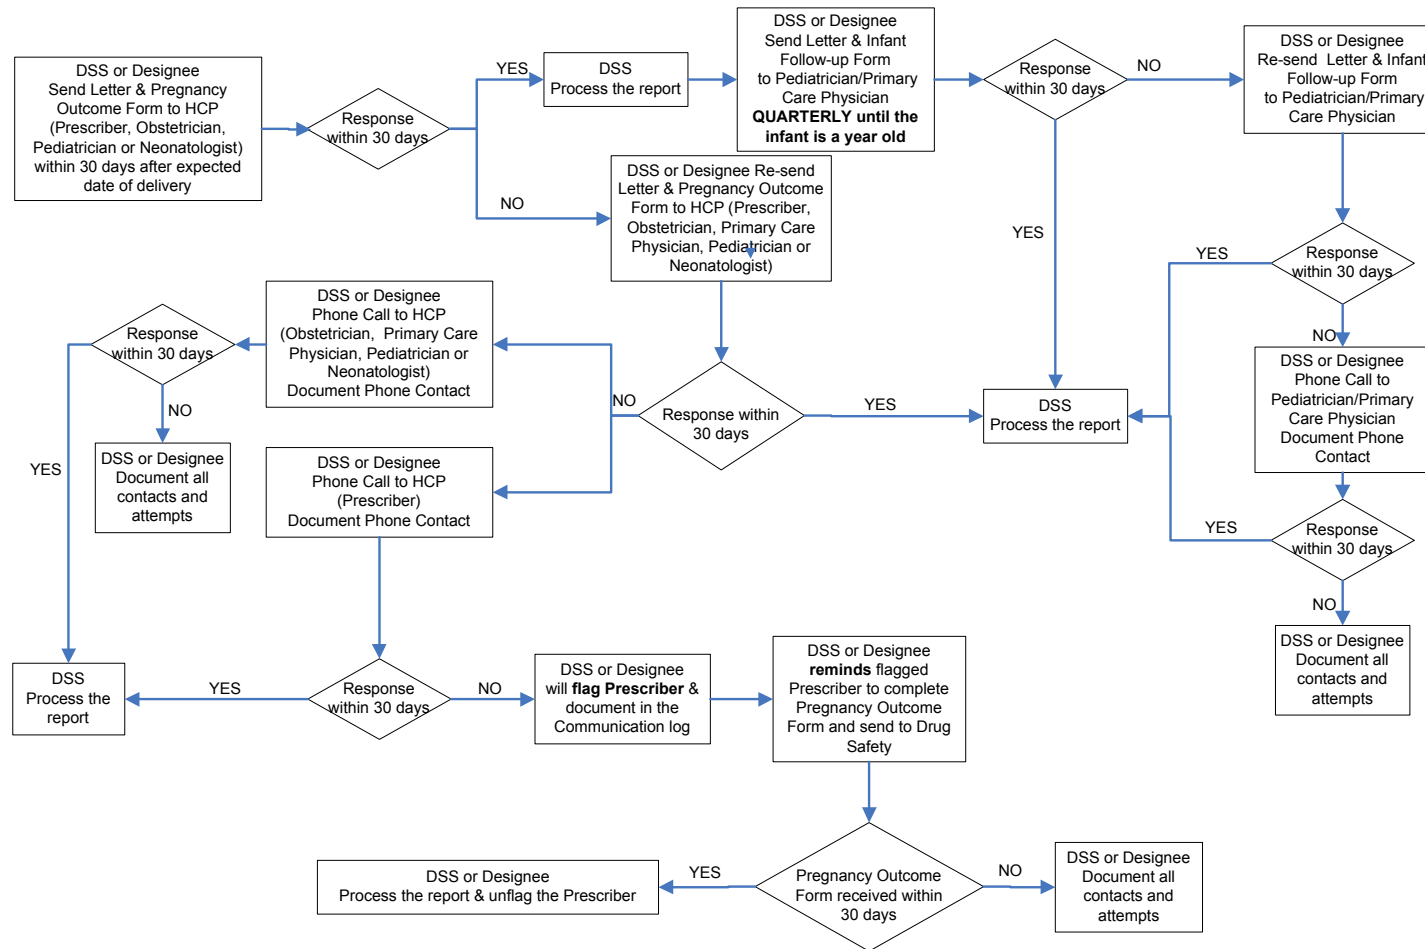 DSS or Designee
Send Letter & Pregnancy
Outcome Form to HCP
(Prescriber, Obstetrician,
Pediatrician or Neonatologist)
within 30 days after expected
date of delivery
Response
within 30 days
YES
DSS
Process the report
DSS or Designee
Send Letter & Infant
Follow-up Form
to Pediatrician/Primary
Care Physician
QUARTERLY until the
infant is a year old
Response
within 30 days
NO
DSS or Designee
Re-send Letter & Infant
Follow-up Form
to Pediatrician/Primary
Care Physician
NO
DSS or Designee Re-send
Letter & Pregnancy Outcome
Form to HCP (Prescriber,
Obstetrician, Primary Care
Physician, Pediatrician or
Neonatologist)
YES
YES
Response
within 30 days
DSS or Designee
Phone Call to HCP
(Obstetrician, Primary Care
Physician, Pediatrician or
Neonatologist)
Document Phone Contact
Response
within 30 days
NO
DSS or Designee
Phone Call to
Pediatrician/Primary
Care Physician
Document Phone
Contact
NO
Response within
30 days
YES
DSS
Process the report
NO
YES
DSS or Designee
Document all
contacts and
attempts
DSS or Designee
Phone Call to HCP
(Prescriber)
Document Phone Contact
YES
Response
within 30 days
NO
DSS or Designee
Document all
contacts and
attempts
DSS
Process the
report
YES
Response
within 30 days
NO
DSS or Designee
will flag Prescriber &
document in the
Communication log
DSS or Designee
reminds flagged
Prescriber to complete
Pregnancy Outcome
Form and send to Drug
Safety
DSS or Designee
Process the report & unflag the Prescriber
YES
Pregnancy Outcome
Form received within
30 days
NO
DSS or Designee
Document all
contacts and
attempts